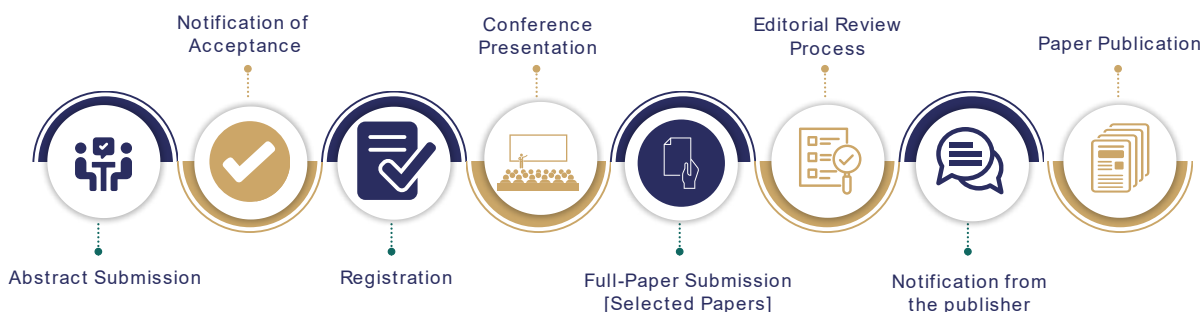 Notification of
Acceptance
Conference
Presentation
Editorial Review
Process
Paper Publication
Abstract Submission
Registration
Full-Paper Submission
[Selected Papers]
Notification from
the publisher